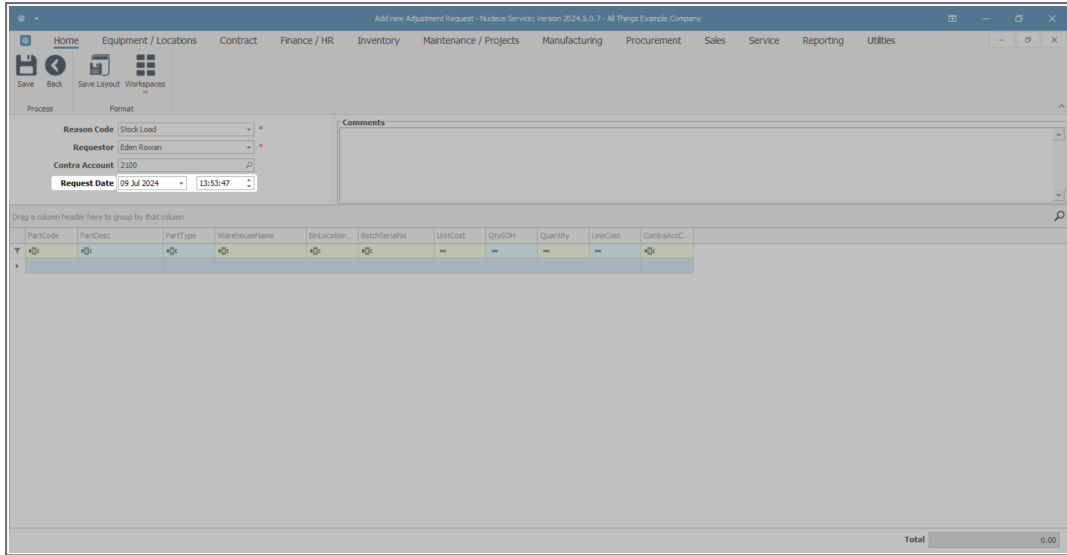 Add new Adjustment Request - Nucleus Service: Version 2024.5.0.7 - All Things Example Company
Home Equipment / Locations Contract Finance / HR Inventory Maintenance / Projects Manufacturing Procurement Sales Service Reporting Utilities
Save Back Save Layout Workspaces
Process Format
Reason Code Stock Load *
Requestor Eden Rowan *
Contra Account 2100
Request Date 09 Jul 2024 13:53:47
Comments
Drag a column header here to group by that column
PartCode PartDesc PartType WarehouseName BinLocation... BatchSerialNo UnitCost QtySOH Quantity LineCost ContraAccC...
Total 0.00